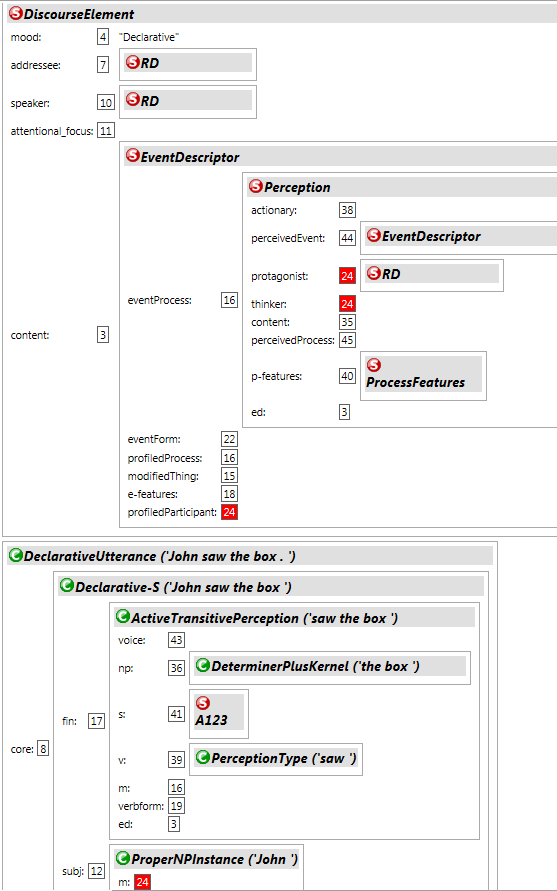 DiscourseElement
mood: 4 "Declarative"
addressee: 7 RD
speaker: 10 RD
attentional_focus: 11
EventDescriptor
Perception
actionary: 38
perceivedEvent: 44 EventDescriptor
protagonist: 24 RD
eventProcess: 16
thinker: 24
content: 35
content: 3
perceivedProcess: 45
p-features: 40 ProcessFeatures
ed: 3
eventForm: 22
profiledProcess: 16
modifiedThing: 15
e-features: 18
profiledParticipant: 24
DeclarativeUtterance ('John saw the box . ')
Declarative-S ('John saw the box ')
ActiveTransitivePerception ('saw the box ')
voice: 43
np: 36 DeterminerPlusKernel ('the box ')
s: 41 A123
fin: 17
core: 8
v: 39 PerceptionType ('saw ')
m: 16
verbform: 19
ed: 3
ProperNPInstance ('John ')
subj: 12
m: 24